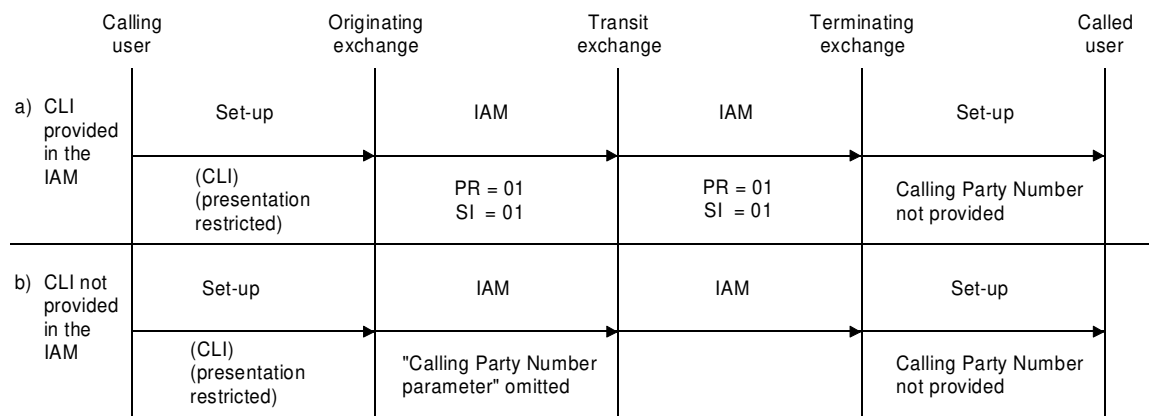 Calling
user
Originating
exchange
Transit
exchange
Terminating
exchange
Called
user
a) CLI
provided
in the
IAM
Set-up
IAM
IAM
Set-up
(CLI)
(presentation
restricted)
PR = 01
SI = 01
PR = 01
SI = 01
Calling Party Number
not provided
b) CLI not
provided
in the
IAM
Set-up
IAM
IAM
Set-up
(CLI)
(presentation
restricted)
"Calling Party Number
parameter" omitted
Calling Party Number
not provided